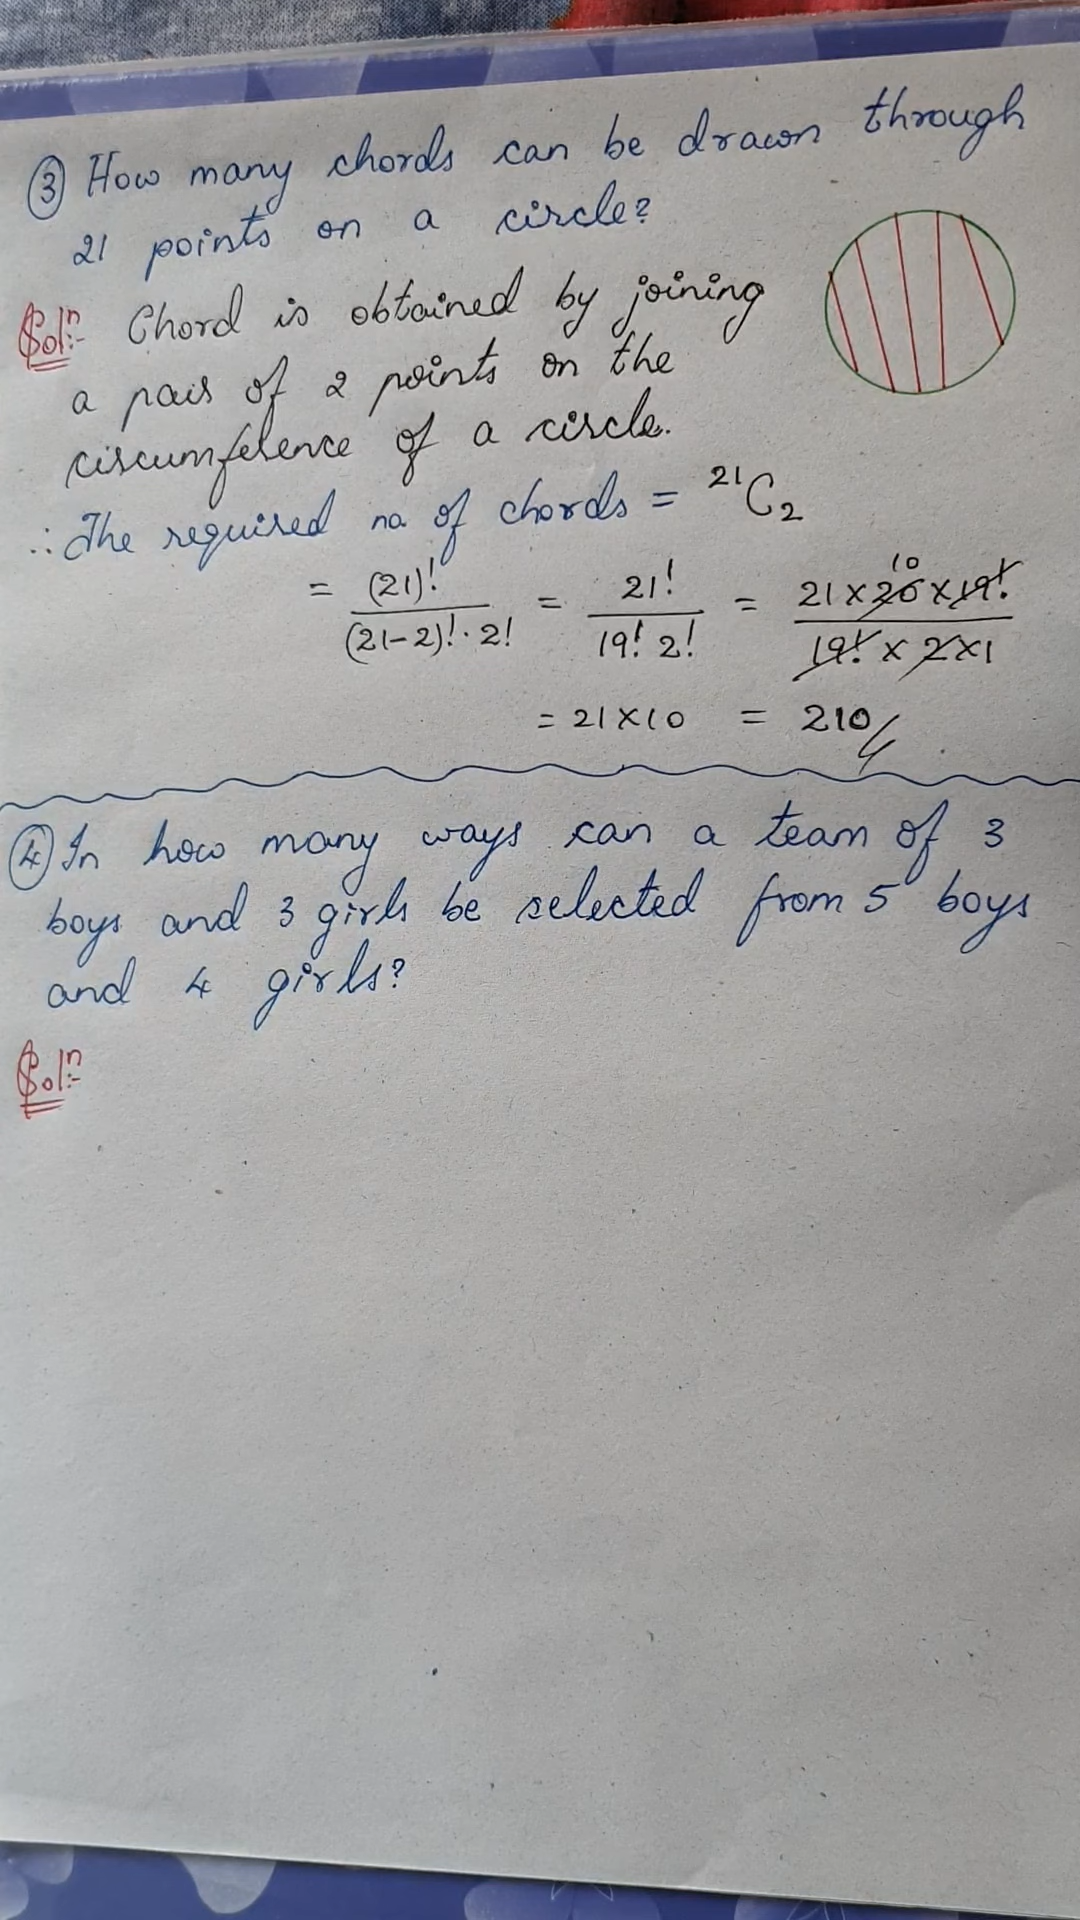 ③ How many chords can be drawn through
21 points on a circle?
Solⁿ:- Chord is obtained by joining
a pair of 2 points on the
circumference of a circle.
∴ The required no. of chords = ²¹C₂
= (21)!/(21-2)!·2! = 21!/19! 2! = 21×20×19!/19!×2×1 10
= 21×10 = 210//
④ In how many ways can a team of 3
boys and 3 girls be selected from 5 boys
and 4 girls?
Solⁿ:-